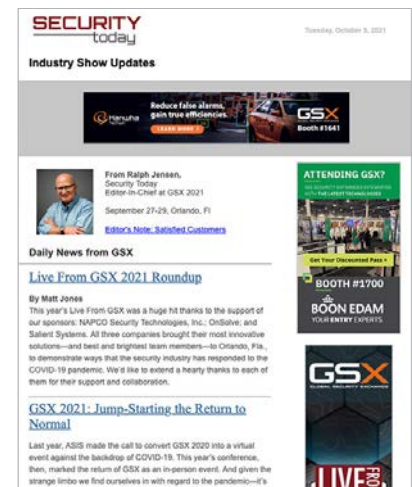 SECURITY
today
Tuesday, October 5, 2021
Industry Show Updates
Hanwha
Techwin
Reduce false alarms,
gain true efficiencies.
LEARN MORE
GSX
Booth #1641
From Ralph Jensen,
Security Today
Editor-In-Chief at GSX 2021
September 27-29, Orlando, Fl
Editor's Note: Satisfied Customers
Daily News from GSX
Live From GSX 2021 Roundup
By Matt Jones
This year's Live From GSX was a huge hit thanks to the support of
our sponsors: NAPCO Security Technologies, Inc.; OnSolve; and
Salient Systems. All three companies brought their most innovative
solutions—and best and brightest team members—to Orlando, Fla.,
to demonstrate ways that the security industry has responded to the
COVID-19 pandemic. We'd like to extend a hearty thanks to each of
them for their support and collaboration.
GSX 2021: Jump-Starting the Return to
Normal
Last year, ASIS made the call to convert GSX 2020 into a virtual
event against the backdrop of COVID-19. This year's conference,
then, marked the return of GSX as an in-person event. And given the
strange limbo we find ourselves in with regard to the pandemic—it's
ATTENDING GSX?
SEE SECURITY ENTRANCES INTEGRATED
WITH THE LATEST TECHNOLOGIES
Get Your Discounted Pass
BOOTH #1700
BOON EDAM
YOUR ENTRY EXPERTS
GSX
GLOBAL SECURITY EXCHANGE
LIVE